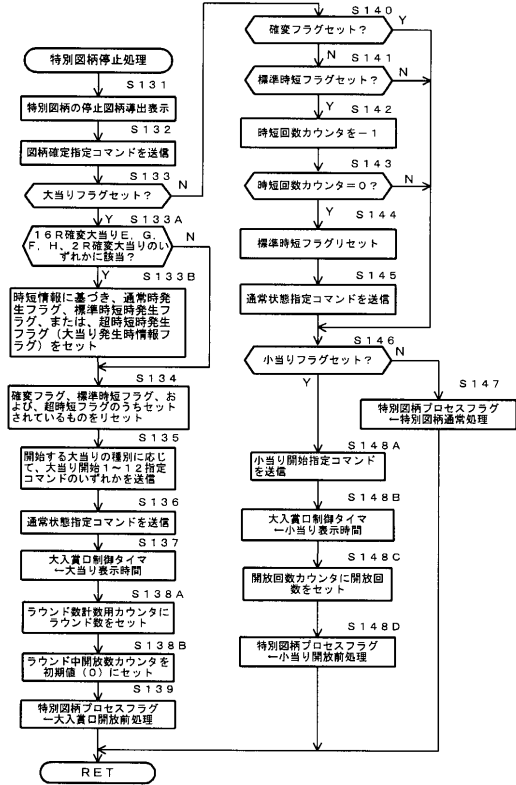 特別図柄停止処理
S131
特別図柄の停止図柄導出表示
S132
図柄確定指定コマンドを送信
S133
大当りフラグセット?
N
Y
S133A
16R確変大当りE、G、
F、H、2R確変大当りのい
ずれかに該当?
N
Y
S133B
時短情報に基づき、通常時発
生フラグ、標準時短時発生フ
ラグ、または、超時短時発生
フラグ(大当り発生時情報フ
ラグ)をセット
S134
確変フラグ、標準時短フラグ、お
よび、超時短フラグのうちセット
されているものをリセット
S135
開始する大当りの種別に応じ
て、大当り開始1~12指定
コマンドのいずれかを送信
S136
通常状態指定コマンドを送信
S137
大入賞口制御タイマ
←大当り表示時間
S138A
ラウンド数計数用カウンタに
ラウンド数をセット
S138B
ラウンド中開放数カウンタを
初期値(0)にセット
S139
特別図柄プロセスフラグ
←大入賞口開放前処理
RET
S140
確変フラグセット?
Y
N
S141
標準時短フラグセット?
N
Y
S142
時短回数カウンタを-1
S143
時短回数カウンタ=0?
N
Y
S144
標準時短フラグリセット
S145
通常状態指定コマンドを送信
S146
小当りフラグセット?
N
Y
S147
特別図柄プロセスフラグ
←特別図柄通常処理
S148A
小当り開始指定コマンド
を送信
S148B
大入賞口制御タイマ
←小当り表示時間
S148C
開放回数カウンタに開放回
数をセット
S148D
特別図柄プロセスフラグ
←小当り開放前処理